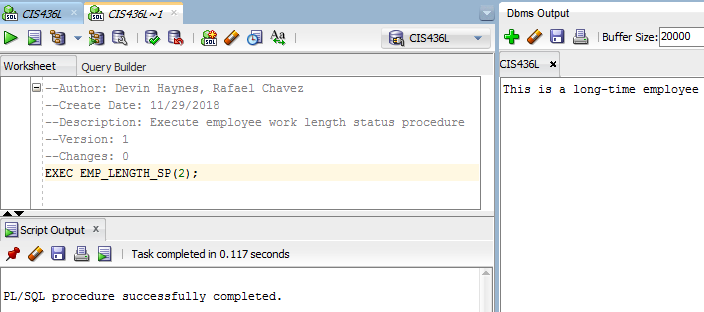 CIS436L
CIS436L~1
CIS436L
Worksheet
Query Builder
--Author: Devin Haynes, Rafael Chavez
--Create Date: 11/29/2018
--Description: Execute employee work length status procedure
--Version: 1
--Changes: 0
EXEC EMP_LENGTH_SP(2);
Script Output
Task completed in 0.117 seconds
PL/SQL procedure successfully completed.
Dbms Output
Buffer Size: 20000
CIS436L
This is a long-time employee